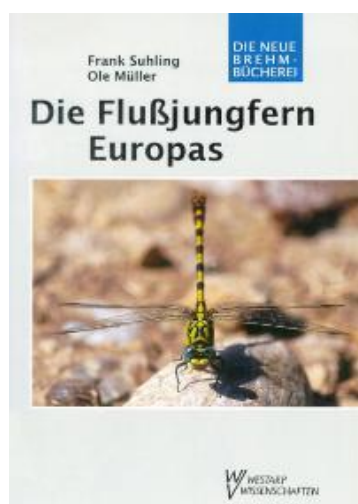 Frank Suhling
Ole Müller
DIE NEUE
BREHM-
BÜCHEREI
Die Flußjungfern
Europas
WESTARP
WISSENSCHAFTEN